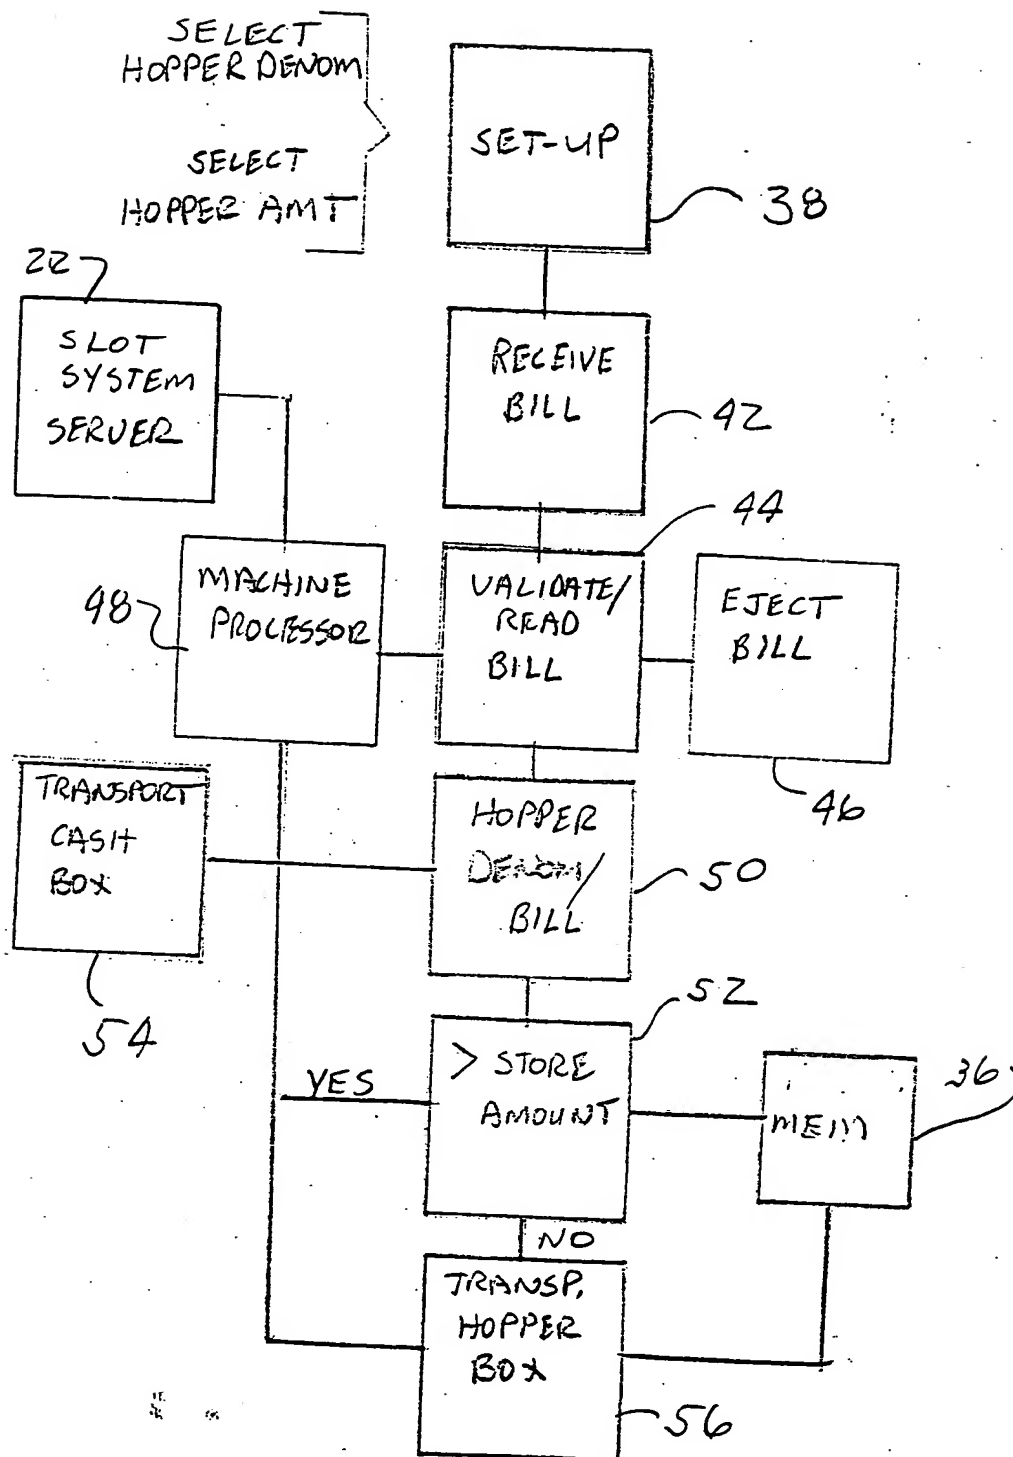 SELECT
HOPPER DENOM
SELECT
HOPPER AMT
SET-UP
38
22
SLOT
SYSTEM
SERVER
RECEIVE
BILL
42
44
MACHINE
PROCESSOR
48
VALIDATE/
READ
BILL
EJECT
BILL
46
TRANSPORT
CASH
BOX
54
HOPPER
DENOM/
BILL
50
52
> STORE
AMOUNT
YES
MEM
36
NO
TRANSP.
HOPPER
BOX
56